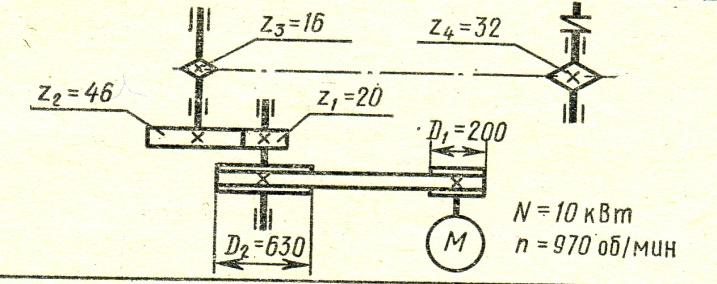 z₃=16
z₄=32
z₂=46
z₁=20
D₁=200
D₂=630
M
N=10 кВт
n=970 об/мин